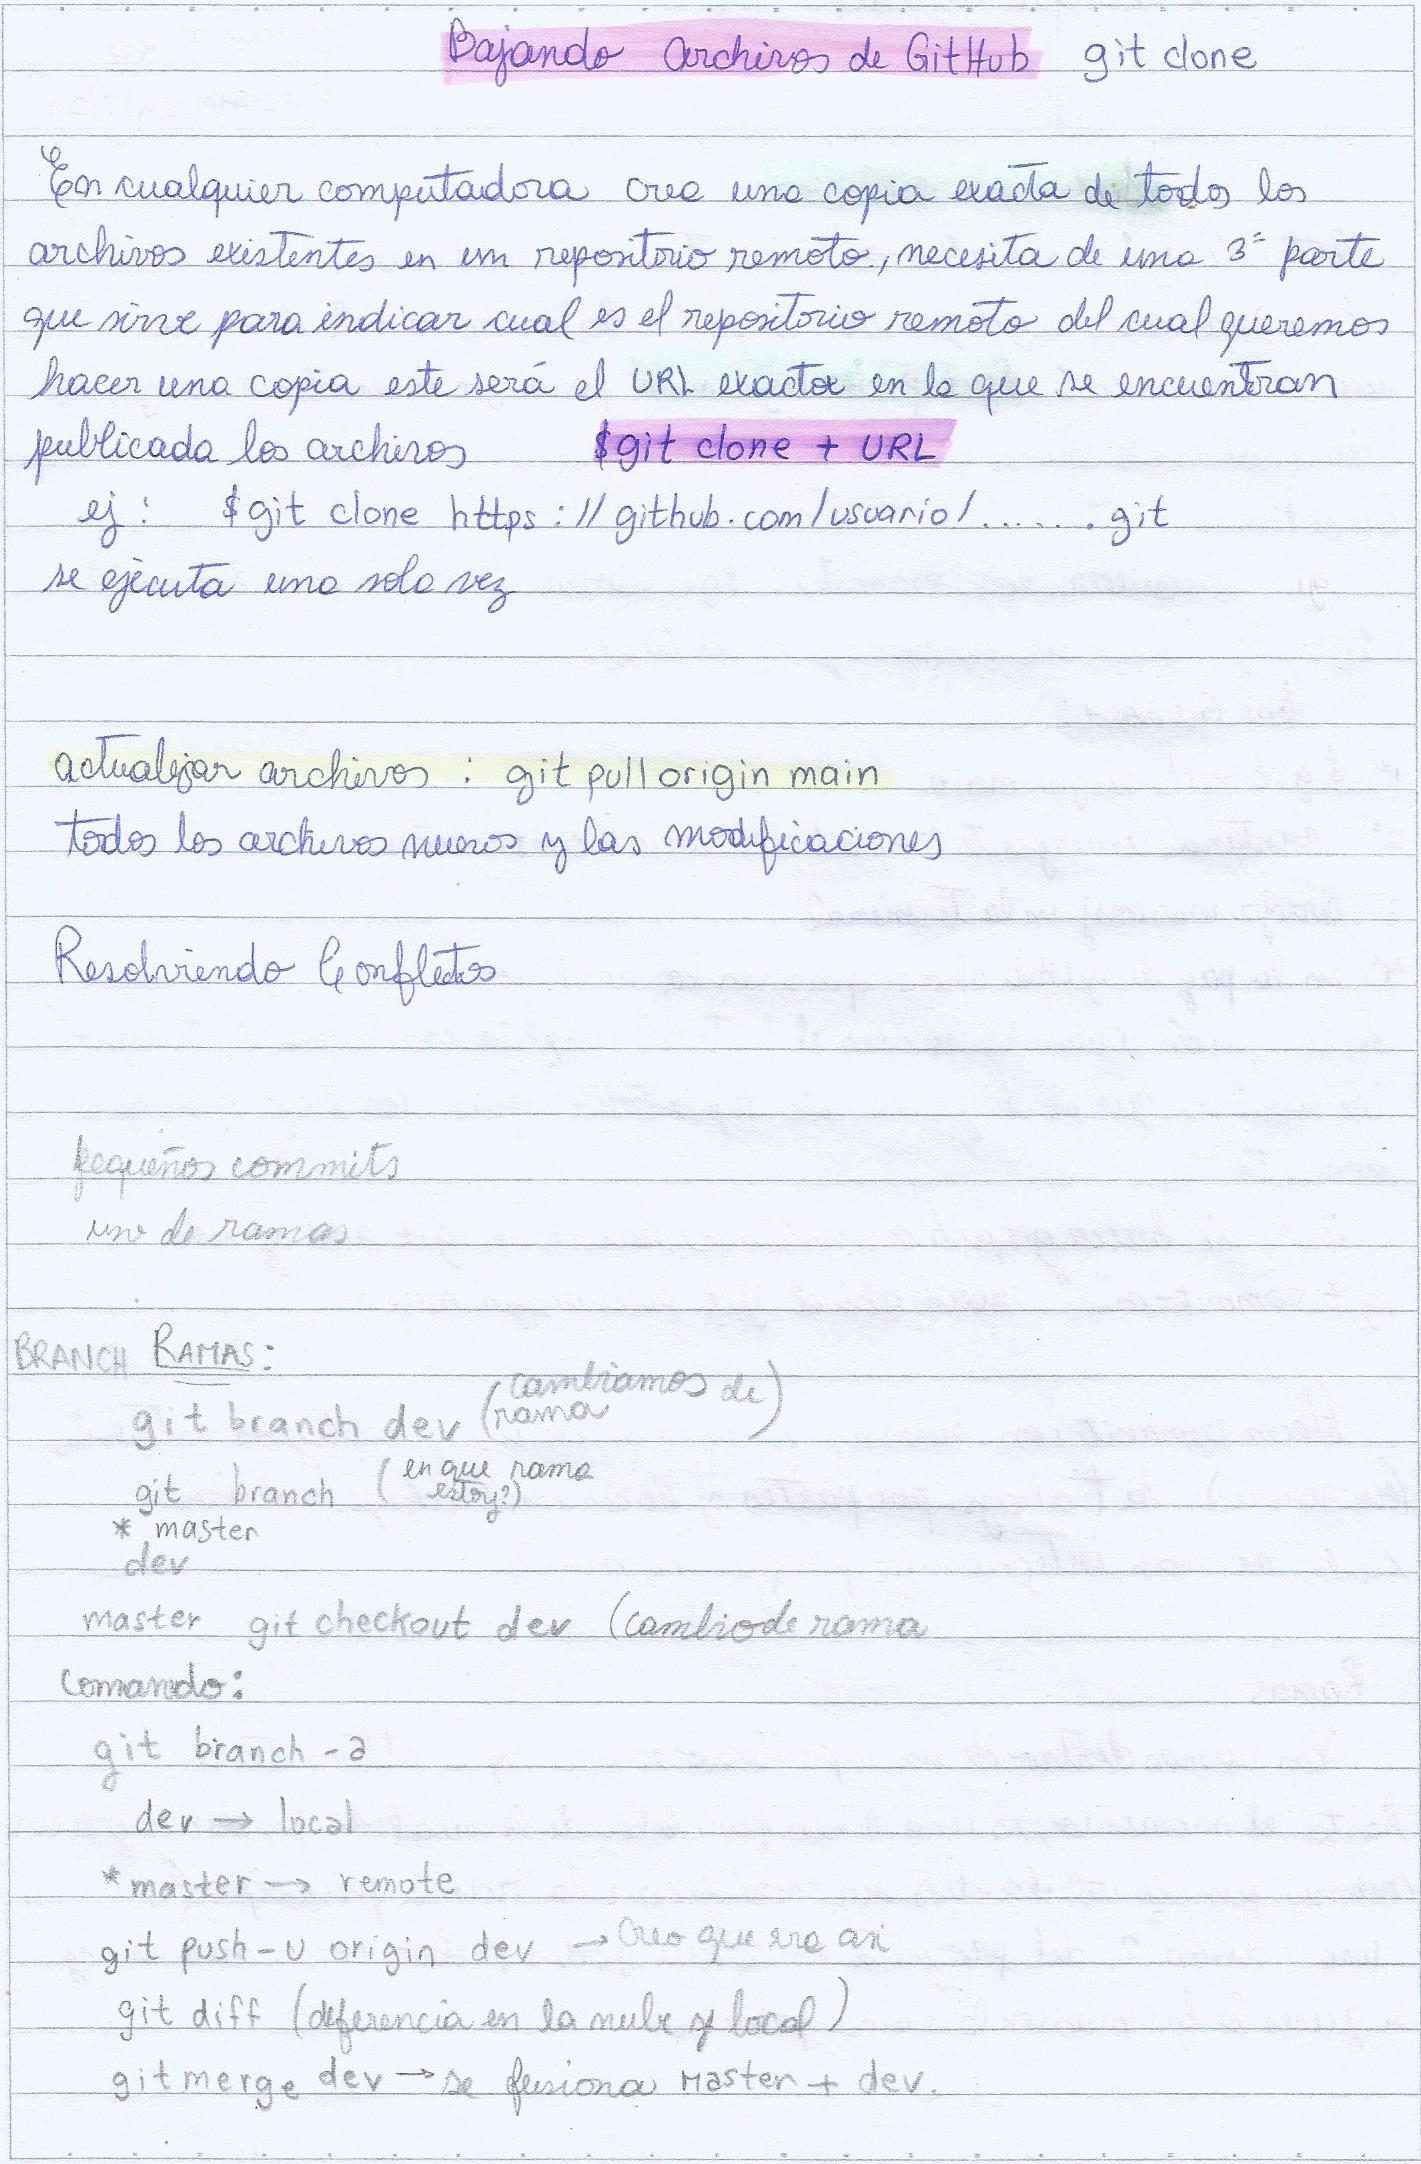 Bajando archivos de GitHub git clone
En cualquier computadora crea una copia exacta de todos los
archivos existentes en un repositorio remoto, necesita de una 3ª parte
que sirve para indicar cual es el repositorio remoto del cual queremos
hacer una copia este será el URL exacta en la que se encuentran
publicada los archivos $git clone + URL
ej: $git clone https://github.com/usuario/.......git
se ejecuta una sola vez
actualizar archivos : git pull origin main
todos los archivos nuevos y las modificaciones
Resolviendo Conflictos
pequeños commits
uso de ramas
BRANCH RAMAS:
git branch dev (cambiamos de
rama)
git branch (en que rama
estoy?)
* master
dev
master git checkout dev (cambio de rama
Comando:
git branch -a
dev → local
*master → remote
git push -u origin dev → creo que era asi
git diff (diferencia en la nube y local)
git merge dev → se fusiona master + dev.